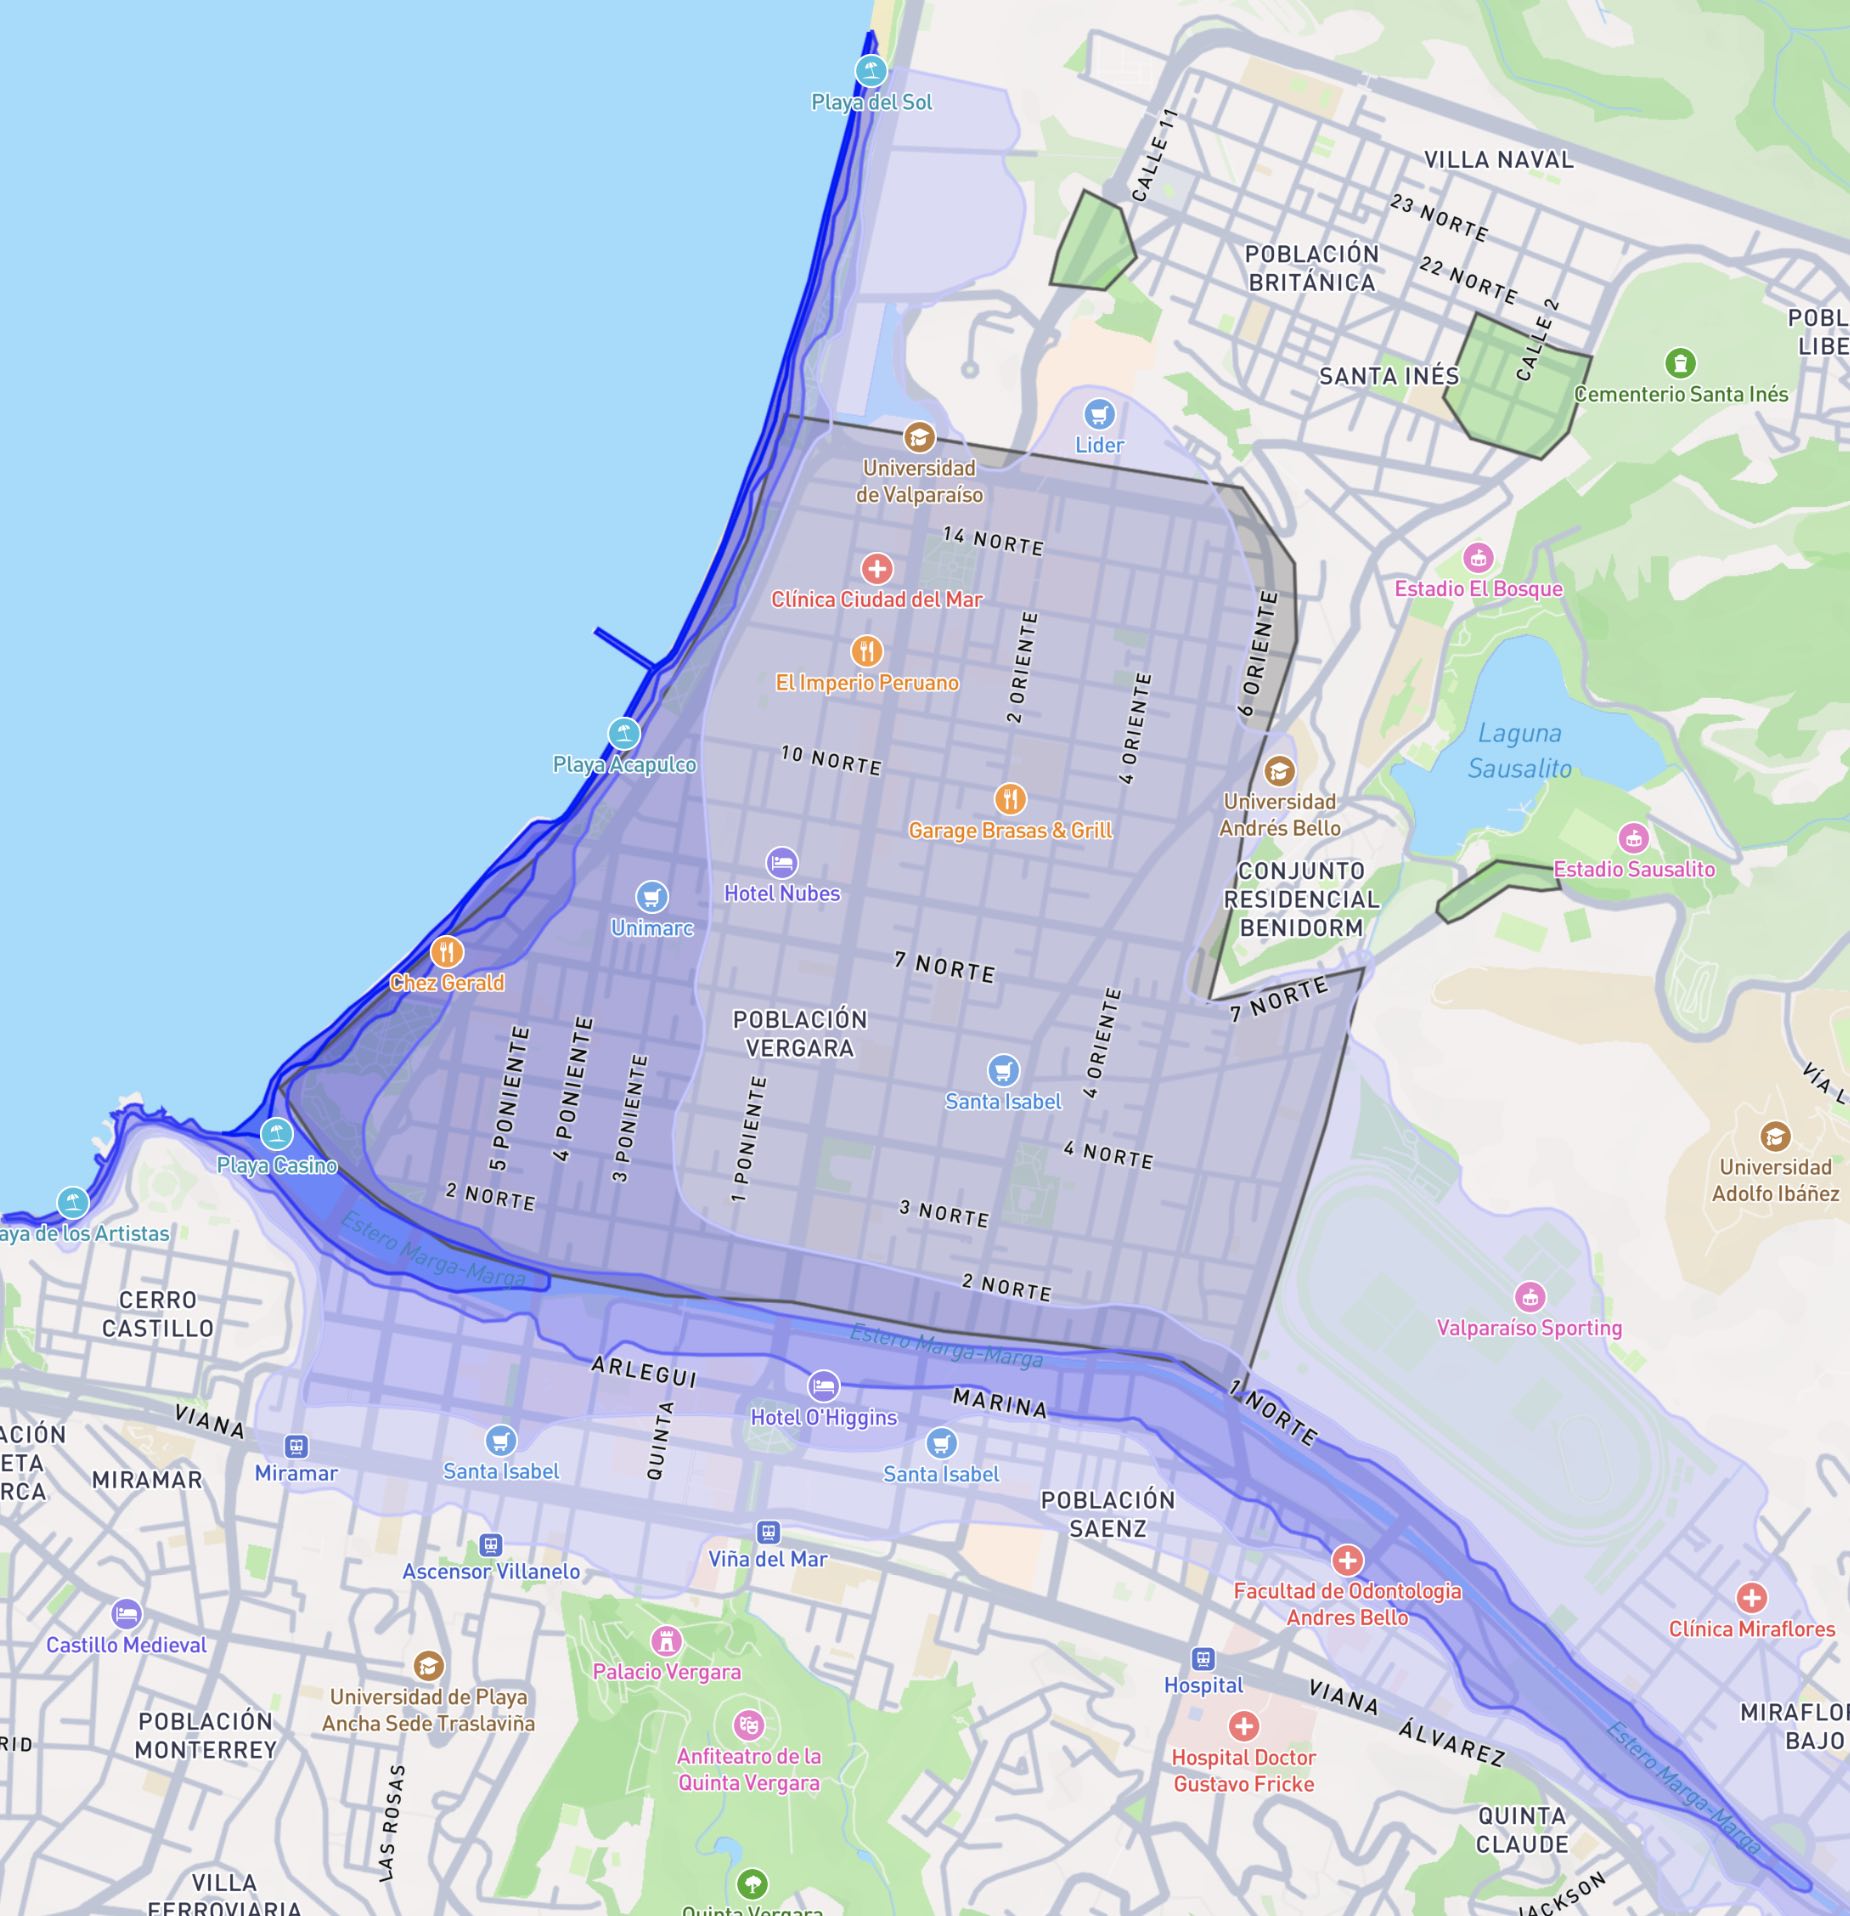 Playa del Sol
CALLE 11
VILLA NAVAL
23 NORTE
POBLACIÓN
BRITÁNICA
22 NORTE
CALLE 2
POBL
LIBE
SANTA INÉS
Cementerio Santa Inés
Lider
Universidad
de Valparaíso
14 NORTE
Clínica Ciudad del Mar
Estadio El Bosque
6 ORIENTE
2 ORIENTE
El Imperio Peruano
4 ORIENTE
Laguna
Sausalito
Playa Acapulco
10 NORTE
Universidad
Andrés Bello
Garage Brasas & Grill
Estadio Sausalito
Hotel Nubes
CONJUNTO
RESIDENCIAL
BENIDORM
Unimarc
Chez Gerald
7 NORTE
7 NORTE
POBLACIÓN
VERGARA
4 ORIENTE
5 PONIENTE
4 PONIENTE
3 PONIENTE
1 PONIENTE
Santa Isabel
VÍA L
Playa Casino
4 NORTE
Universidad
Adolfo Ibáñez
2 NORTE
3 NORTE
aya de los Artistas
Estero Marga-Marga
2 NORTE
CERRO
CASTILLO
Valparaíso Sporting
Estero Marga-Marga
ARLEGUI
MARINA
1 NORTE
Hotel O'Higgins
VIANA
QUINTA
ACIÓN
ETA
RCA
Miramar
MIRAMAR
Santa Isabel
Santa Isabel
POBLACIÓN
SAENZ
Viña del Mar
Ascensor Villanelo
Facultad de Odontologia
Andres Bello
Clínica Miraflores
Castillo Medieval
Palacio Vergara
Hospital
Universidad de Playa
Ancha Sede Traslaviña
VIANA
ÁLVAREZ
MIRAFLOR
BAJO
POBLACIÓN
MONTERREY
RID
Anfiteatro de la
Quinta Vergara
Hospital Doctor
Gustavo Fricke
Estero Marga-Marga
LAS ROSAS
QUINTA
CLAUDE
VILLA
FERROVIARIA
Quinta Vergara
JACKSON